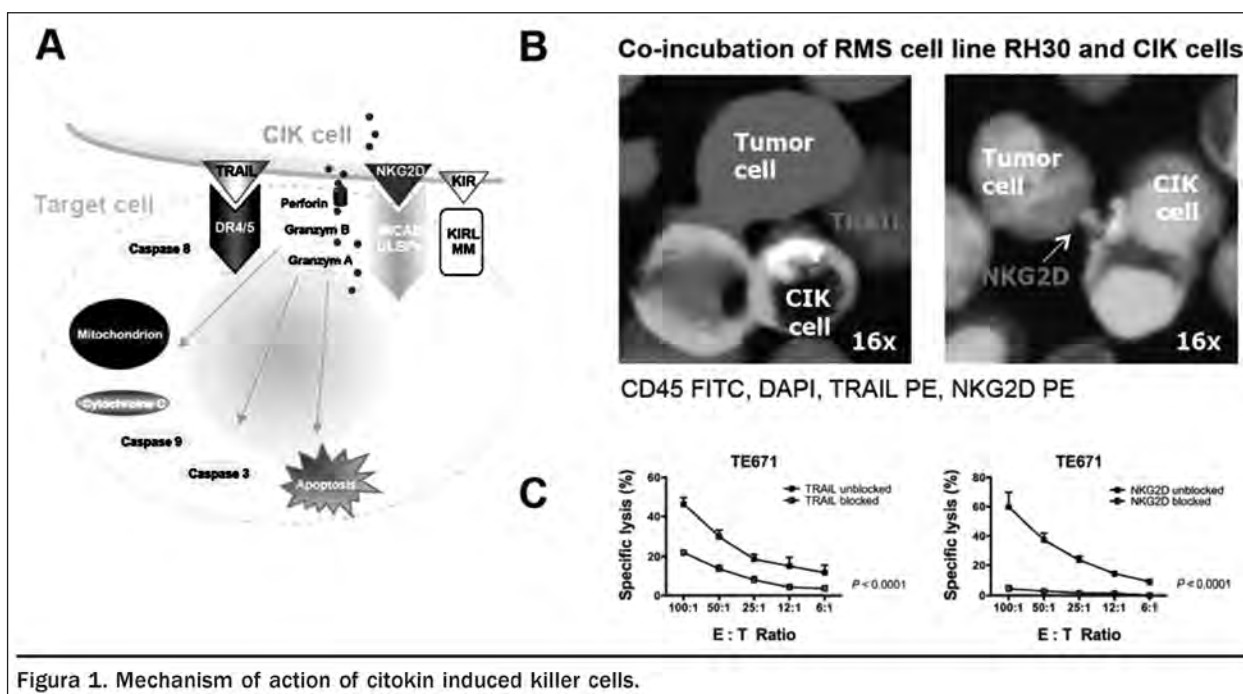 A
CIK cell
TRAIL
NKG2D
KIR
Target cell
Perforin
DR4/5
Granzym B
KIRL
MM
Caspase 8
Granzym A
Mitochondrion
Cytochrome C
Caspase 9
Caspase 3
Apoptosis
B
Co-incubation of RMS cell line RH30 and CIK cells
Tumor
cell
TRAIL
CIK
cell
16x
Tumor
cell
CIK
cell
NKG2D
16x
CD45 FITC, DAPI, TRAIL PE, NKG2D PE
C
TE671
Specific lysis (%)
60
40
20
0
TRAIL unblocked
TRAIL blocked
P < 0.0001
100:1 50:1 25:1 12:1 6:1
E : T Ratio
TE671
Specific lysis (%)
80
60
40
20
0
NKG2D unblocked
NKG2D blocked
P < 0.0001
100:1 50:1 25:1 12:1 6:1
E : T Ratio
Figura 1. Mechanism of action of citokin induced killer cells.